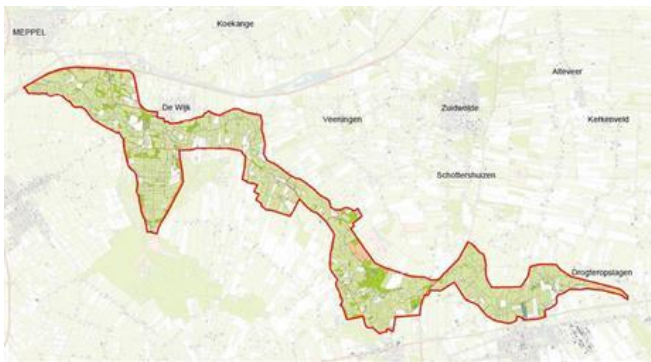 Koekange
MEPPEL
Alteveer
De Wijk
Zuidwolde
Veeningen
Kerkenveld
Schottershuizen
Drogteropslagen